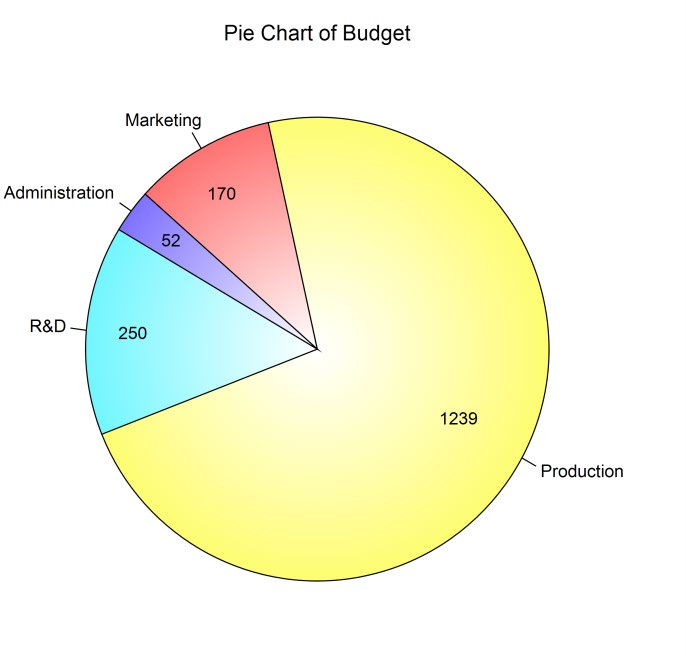 Pie Chart of Budget
Marketing
170
Administration
52
R&D
250
1239
Production